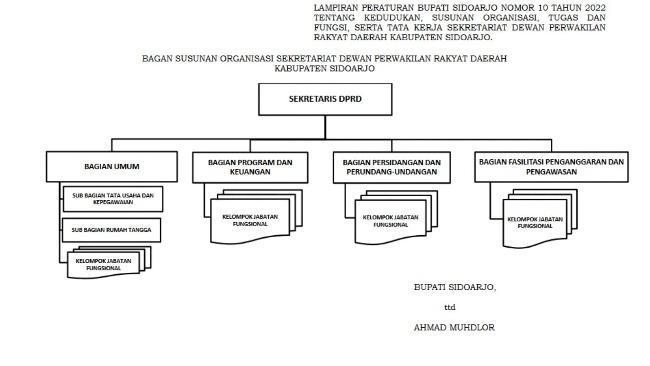 LAMPIRAN PERATURAN BUPATI SIDOARJO NOMOR 10 TAHUN 2022
TENTANG KEDUDUKAN, SUSUNAN ORGANISASI, TUGAS DAN
FUNGSI, SERTA TATA KERJA SEKRETARIAT DEWAN PERWAKILAN
RAKYAT DAERAH KABUPATEN SIDOARJO.
BAGAN SUSUNAN ORGANISASI SEKRETARIAT DEWAN PERWAKILAN RAKYAT DAERAH
KABUPATEN SIDOARJO
SEKRETARIS DPRD
BAGIAN UMUM
SUB BAGIAN TATA USAHA DAN
KEPEGAWAIAN
SUB BAGIAN RUMAH TANGGA
KELOMPOK JABATAN
FUNGSIONAL
BAGIAN PROGRAM DAN
KEUANGAN
KELOMPOK JABATAN
FUNGSIONAL
BAGIAN PERSIDANGAN DAN
PERUNDANG-UNDANGAN
KELOMPOK JABATAN
FUNGSIONAL
BAGIAN FASILITASI PENGANGGARAN DAN
PENGAWASAN
KELOMPOK JABATAN
FUNGSIONAL
BUPATI SIDOARJO,
ttd
AHMAD MUHDLOR